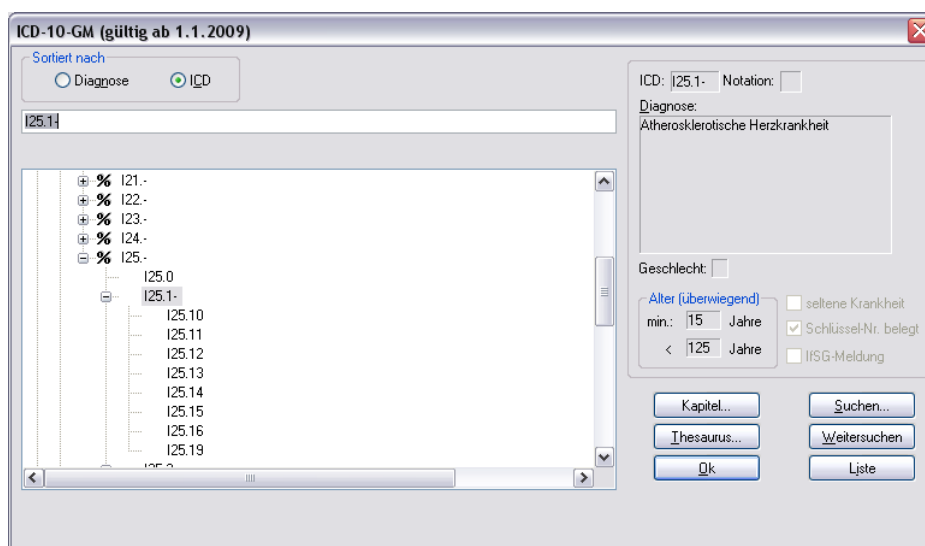 ICD-10-GM (gültig ab 1.1.2009)
Sortiert nach
Diagnose ICD
I25.1-
% I21.-
% I22.-
% I23.-
% I24.-
% I25.-
I25.0
I25.1-
I25.10
I25.11
I25.12
I25.13
I25.14
I25.15
I25.16
I25.19
ICD: I25.1- Notation:
Diagnose:
Atherosklerotische Herzkrankheit
Geschlecht:
Alter (überwiegend)
min.: 15 Jahre
< 125 Jahre
seltene Krankheit
Schlüssel-Nr. belegt
IfSG-Meldung
Kapitel... Suchen...
Thesaurus... Weitersuchen
Ok Liste